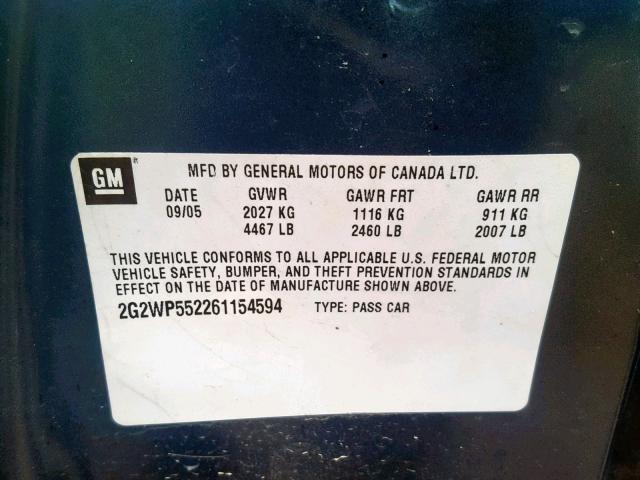 GM
MFD BY GENERAL MOTORS OF CANADA LTD.
DATE GVWR GAWR FRT GAWR RR
09/05 2027 KG 1116 KG 911 KG
4467 LB 2460 LB 2007 LB
THIS VEHICLE CONFORMS TO ALL APPLICABLE U.S. FEDERAL MOTOR
VEHICLE SAFETY, BUMPER, AND THEFT PREVENTION STANDARDS IN
EFFECT ON THE DATE OF MANUFACTURE SHOWN ABOVE.
2G2WP552261154594 TYPE: PASS CAR